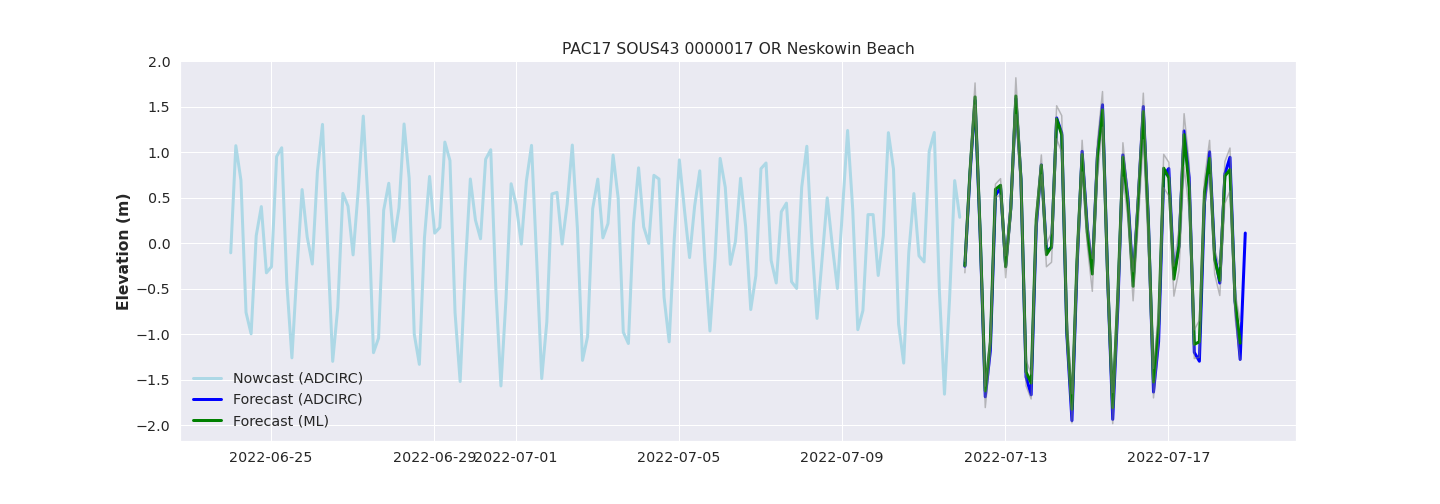 PAC17 SOUS43 0000017 OR Neskowin Beach
2.0
1.5
1.0
0.5
0.0
−0.5
−1.0
−1.5
−2.0
Elevation (m)
Nowcast (ADCIRC)
Forecast (ADCIRC)
Forecast (ML)
2022-06-25 2022-06-29 2022-07-01 2022-07-05 2022-07-09 2022-07-13 2022-07-17